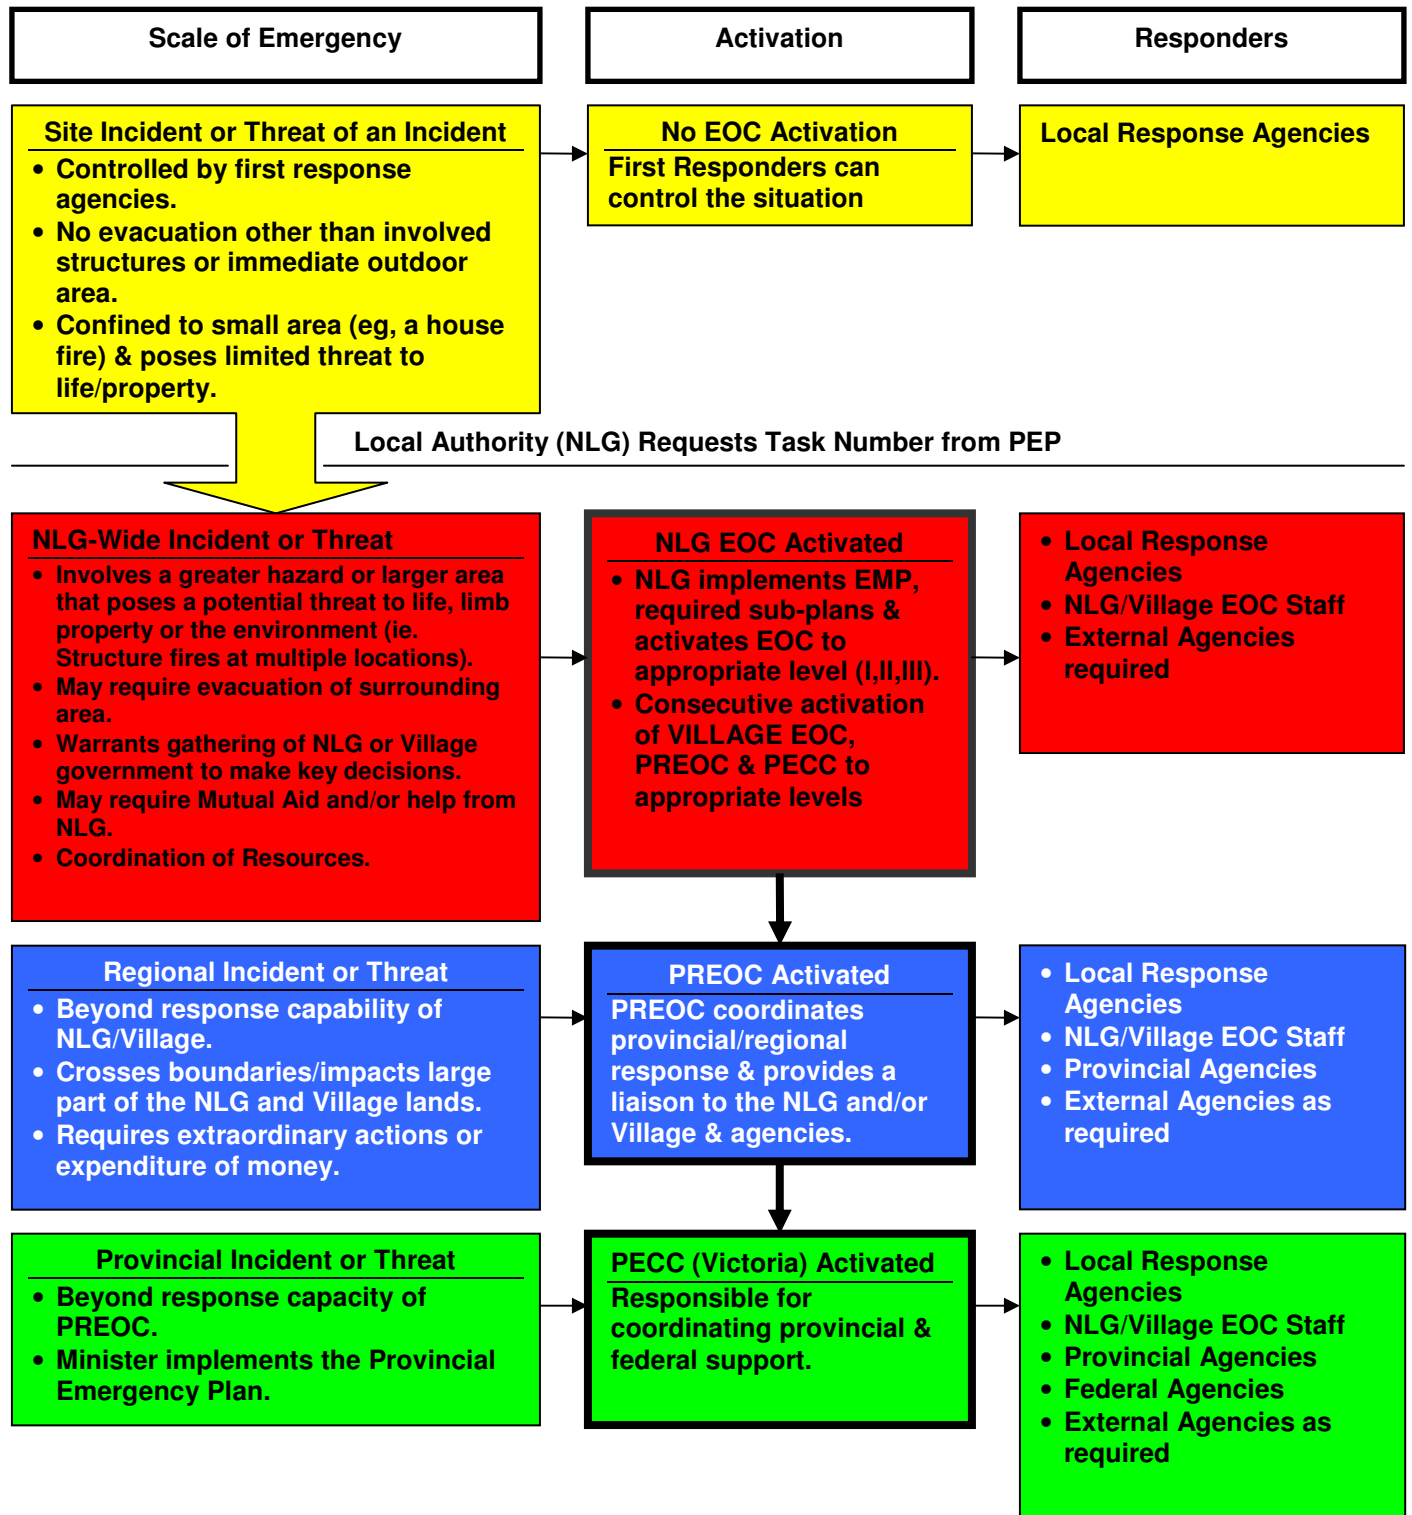 Scale of Emergency
Activation
Responders
Site Incident or Threat of an Incident
• Controlled by first response
agencies.
• No evacuation other than involved
structures or immediate outdoor
area.
• Confined to small area (eg, a house
fire) & poses limited threat to
life/property.
No EOC Activation
First Responders can
control the situation
Local Response Agencies
Local Authority (NLG) Requests Task Number from PEP
NLG-Wide Incident or Threat
• Involves a greater hazard or larger area
that poses a potential threat to life, limb
property or the environment (ie.
Structure fires at multiple locations).
• May require evacuation of surrounding
area.
• Warrants gathering of NLG or Village
government to make key decisions.
• May require Mutual Aid and/or help from
NLG.
• Coordination of Resources.
NLG EOC Activated
• NLG implements EMP,
required sub-plans &
activates EOC to
appropriate level (I,II,III).
• Consecutive activation
of VILLAGE EOC,
PREOC & PECC to
appropriate levels
• Local Response
Agencies
• NLG/Village EOC Staff
• External Agencies
required
Regional Incident or Threat
• Beyond response capability of
NLG/Village.
• Crosses boundaries/impacts large
part of the NLG and Village lands.
• Requires extraordinary actions or
expenditure of money.
PREOC Activated
PREOC coordinates
provincial/regional
response & provides a
liaison to the NLG and/or
Village & agencies.
• Local Response
Agencies
• NLG/Village EOC Staff
• Provincial Agencies
• External Agencies as
required
Provincial Incident or Threat
• Beyond response capacity of
PREOC.
• Minister implements the Provincial
Emergency Plan.
PECC (Victoria) Activated
Responsible for
coordinating provincial &
federal support.
• Local Response
Agencies
• NLG/Village EOC Staff
• Provincial Agencies
• Federal Agencies
• External Agencies as
required